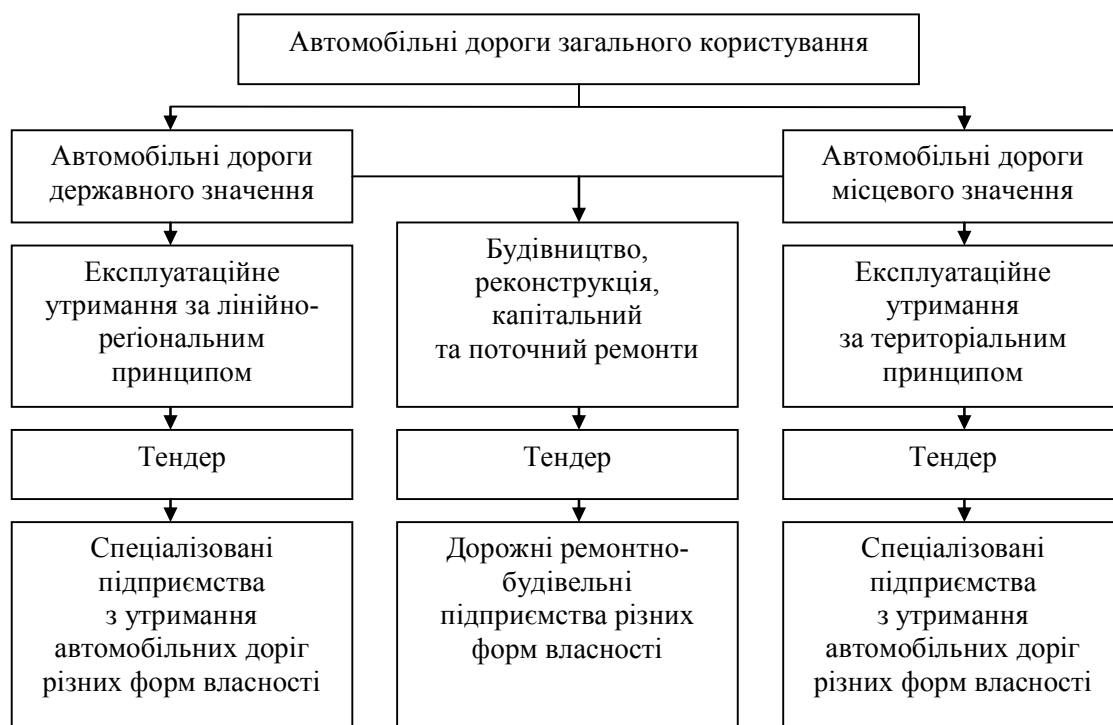 Автомобільні дороги загального користування
Автомобільні дороги
державного значення
Автомобільні дороги
місцевого значення
Експлуатаційне
утримання за лінійно-
реґіональним
принципом
Будівництво,
реконструкція,
капітальний
та поточний ремонти
Експлуатаційне
утримання
за територіальним
принципом
Тендер
Тендер
Тендер
Спеціалізовані
підприємства
з утримання
автомобільних доріг
різних форм власності
Дорожні ремонтно-
будівельні
підприємства різних
форм власності
Спеціалізовані
підприємства
з утримання
автомобільних доріг
різних форм власності